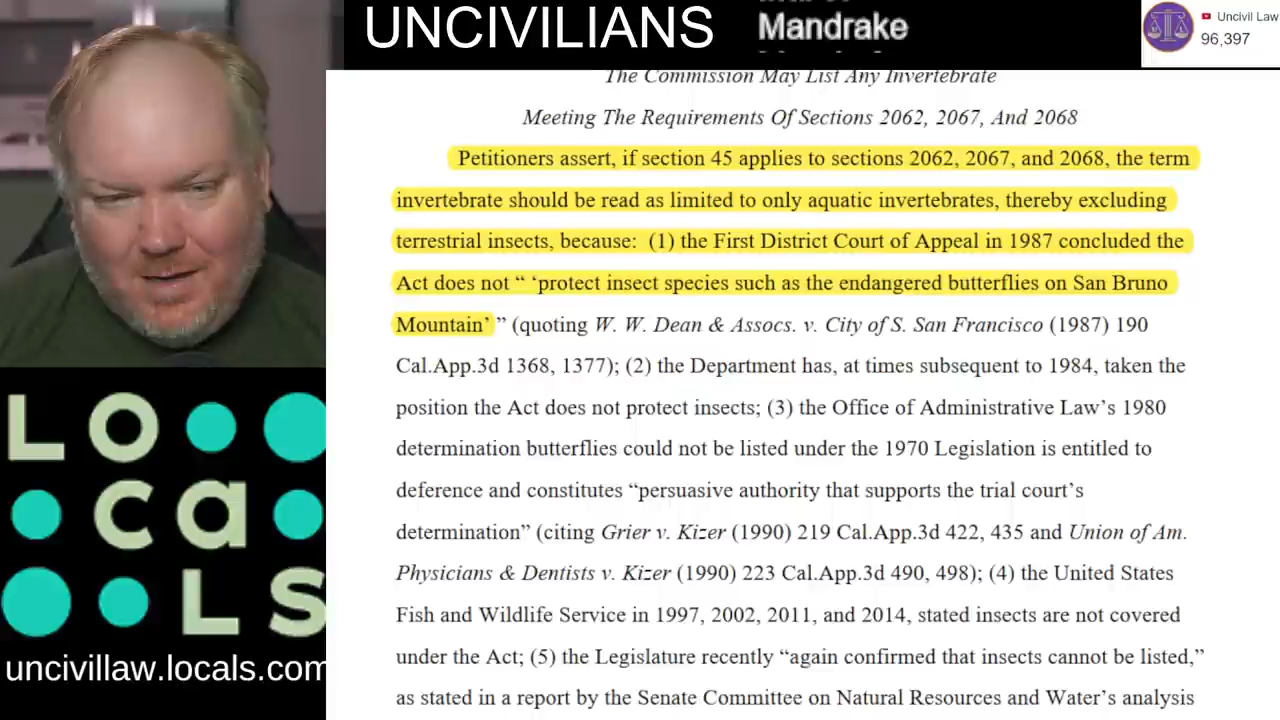 UNCIVILIANS
Mandrake
Uncivil Law
96,397
The Commission May List Any Invertebrate
Meeting The Requirements Of Sections 2062, 2067, And 2068
Petitioners assert, if section 45 applies to sections 2062, 2067, and 2068, the term
invertebrate should be read as limited to only aquatic invertebrates, thereby excluding
terrestrial insects, because:  (1) the First District Court of Appeal in 1987 concluded the
Act does not “ ‘protect insect species such as the endangered butterflies on San Bruno
Mountain’ ” (quoting W. W. Dean & Assocs. v. City of S. San Francisco (1987) 190
Cal.App.3d 1368, 1377); (2) the Department has, at times subsequent to 1984, taken the
position the Act does not protect insects; (3) the Office of Administrative Law’s 1980
determination butterflies could not be listed under the 1970 Legislation is entitled to
deference and constitutes “persuasive authority that supports the trial court’s
determination” (citing Grier v. Kizer (1990) 219 Cal.App.3d 422, 435 and Union of Am.
Physicians & Dentists v. Kizer (1990) 223 Cal.App.3d 490, 498); (4) the United States
Fish and Wildlife Service in 1997, 2002, 2011, and 2014, stated insects are not covered
under the Act; (5) the Legislature recently “again confirmed that insects cannot be listed,”
as stated in a report by the Senate Committee on Natural Resources and Water’s analysis
LO
ca
LS
uncivillaw.locals.com